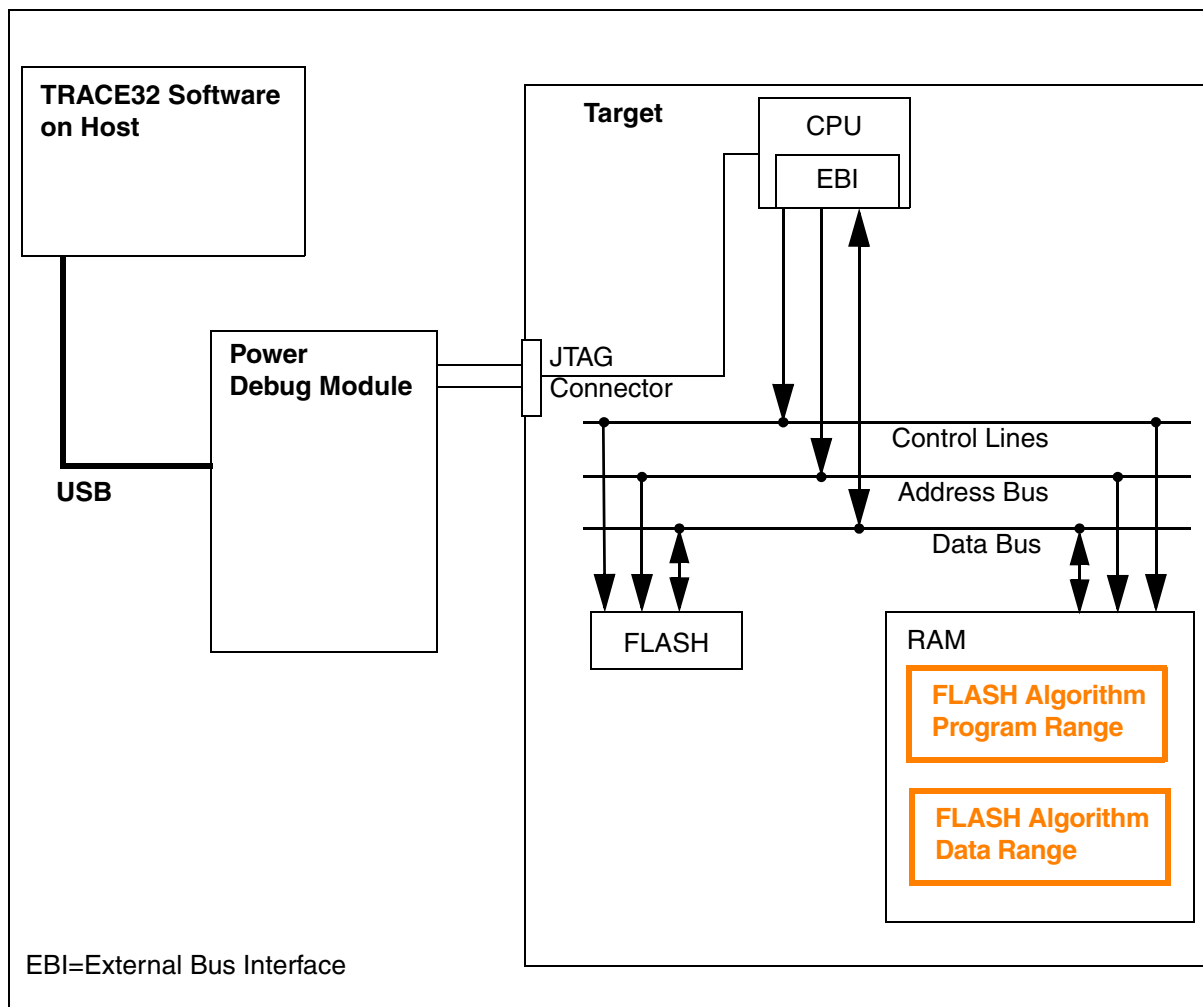 TRACE32 Software
on Host
Target
CPU
EBI
Power
Debug Module
JTAG
Connector
Control Lines
USB
Address Bus
Data Bus
FLASH
RAM
FLASH Algorithm
Program Range
FLASH Algorithm
Data Range
EBI=External Bus Interface